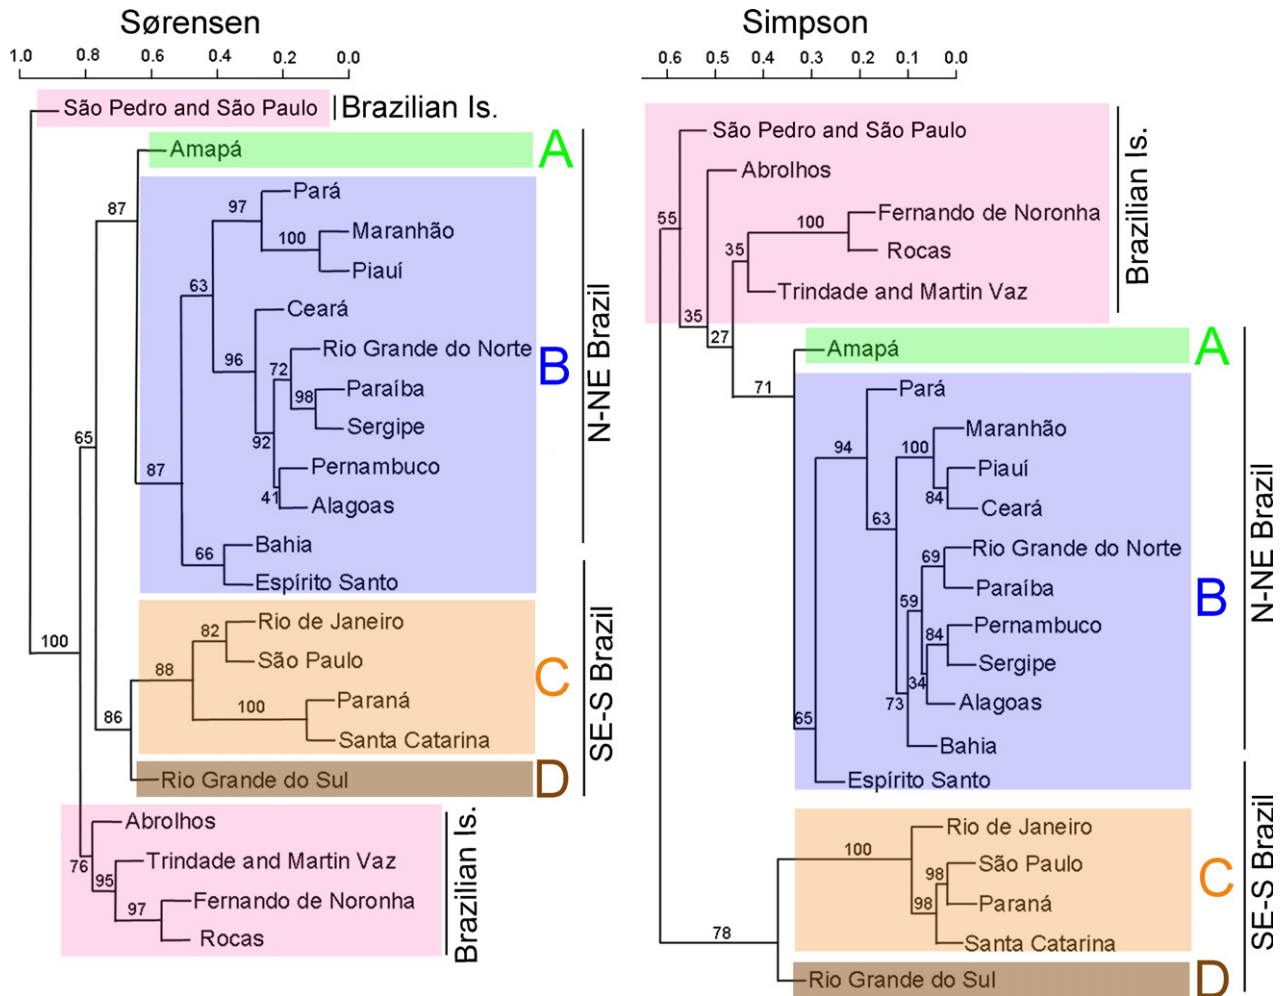 Sørensen
1.0 0.8 0.6 0.4 0.2 0.0
São Pedro and São Paulo
Brazilian Is.
Amapá
A
87
Pará
97
Maranhão
100
Piauí
63
Ceará
96
Rio Grande do Norte
72
Paraíba
98
Sergipe
92
Pernambuco
41
Alagoas
B
N-NE Brazil
65
87
Bahia
66
Espírito Santo
Rio de Janeiro
82
São Paulo
100
88
Paraná
100
Santa Catarina
C
SE-S Brazil
86
Rio Grande do Sul
D
Abrolhos
76
Trindade and Martin Vaz
95
Fernando de Noronha
97
Rocas
Brazilian Is.
Simpson
0.6 0.5 0.4 0.3 0.2 0.1 0.0
São Pedro and São Paulo
Abrolhos
55
Fernando de Noronha
100
35
Rocas
Trindade and Martin Vaz
Brazilian Is.
35
27
Amapá
A
71
Pará
94
Maranhão
100
Piauí
84
Ceará
63
Rio Grande do Norte
69
Paraíba
59
Pernambuco
84
Sergipe
34
Alagoas
73
Bahia
B
N-NE Brazil
65
Espírito Santo
Rio de Janeiro
100
São Paulo
98
Paraná
98
Santa Catarina
C
SE-S Brazil
78
Rio Grande do Sul
D